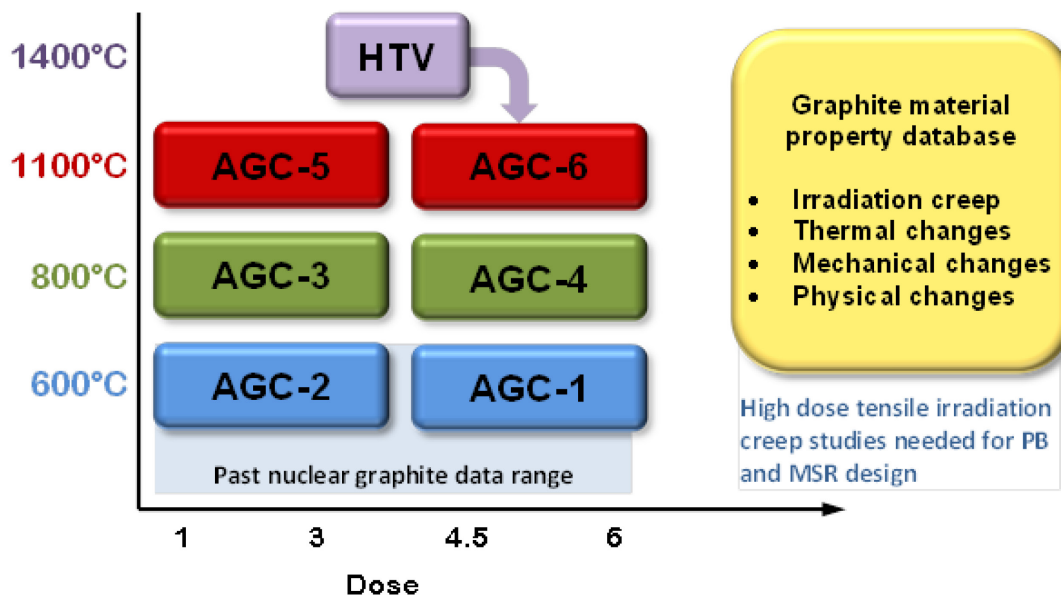 1400°C
HTV
1100°C
AGC-5
AGC-6
800°C
AGC-3
AGC-4
600°C
AGC-2
AGC-1
Past nuclear graphite data range
1
3
4.5
6
Dose
Graphite material
property database
• Irradiation creep
• Thermal changes
• Mechanical changes
• Physical changes
High dose tensile irradiation
creep studies needed for PB
and MSR design